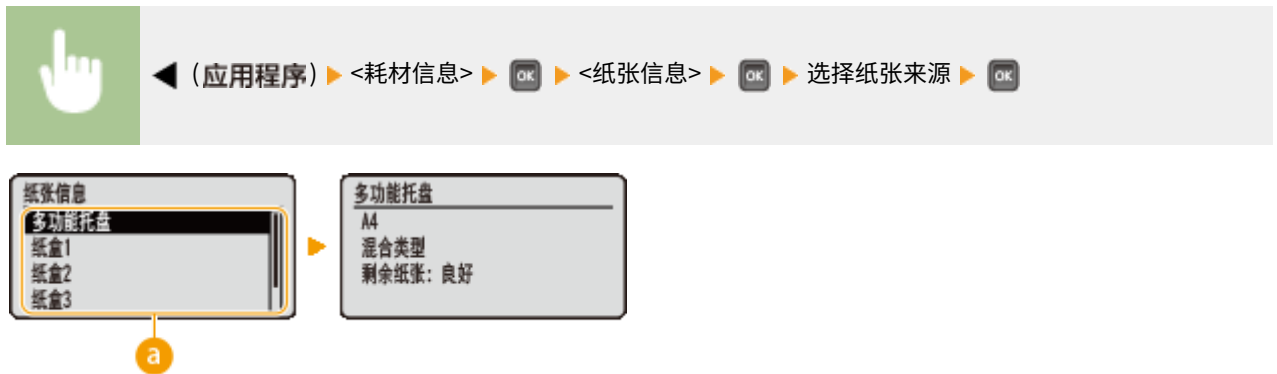 ◀ (应用程序) ▶ <耗材信息> ▶ OK ▶ <纸张信息> ▶ OK ▶ 选择纸张来源 ▶ OK
纸张信息
多功能托盘
纸盒1
纸盒2
纸盒3
a
多功能托盘
A4
混合类型
剩余纸张: 良好